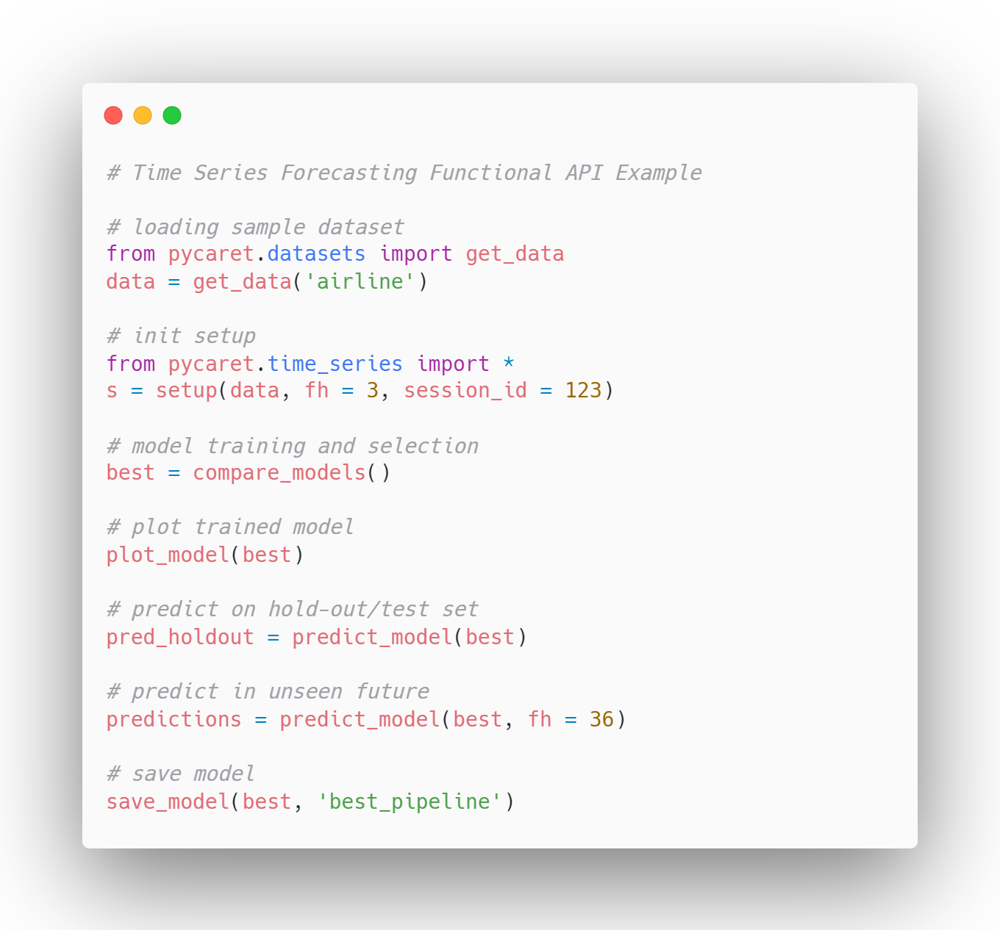 # Time Series Forecasting Functional API Example
# loading sample dataset
from pycaret.datasets import get_data
data = get_data('airline')
# init setup
from pycaret.time_series import *
s = setup(data, fh = 3, session_id = 123)
# model training and selection
best = compare_models()
# plot trained model
plot_model(best)
# predict on hold-out/test set
pred_holdout = predict_model(best)
# predict in unseen future
predictions = predict_model(best, fh = 36)
# save model
save_model(best, 'best_pipeline')